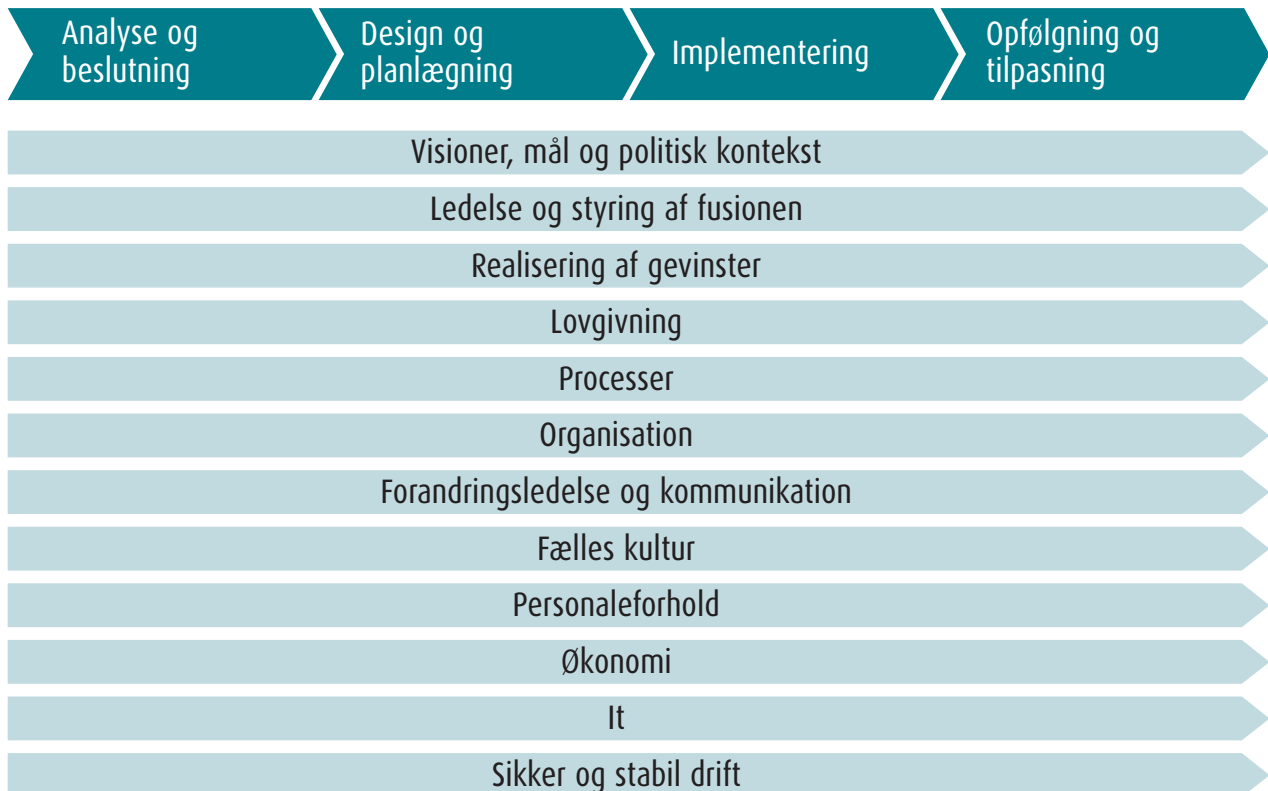 Analyse og
beslutning
Design og
planlægning
Implementering
Opfølgning og
tilpasning
Visioner, mål og politisk kontekst
Ledelse og styring af fusionen
Realisering af gevinster
Lovgivning
Processer
Organisation
Forandringsledelse og kommunikation
Fælles kultur
Personaleforhold
Økonomi
It
Sikker og stabil drift